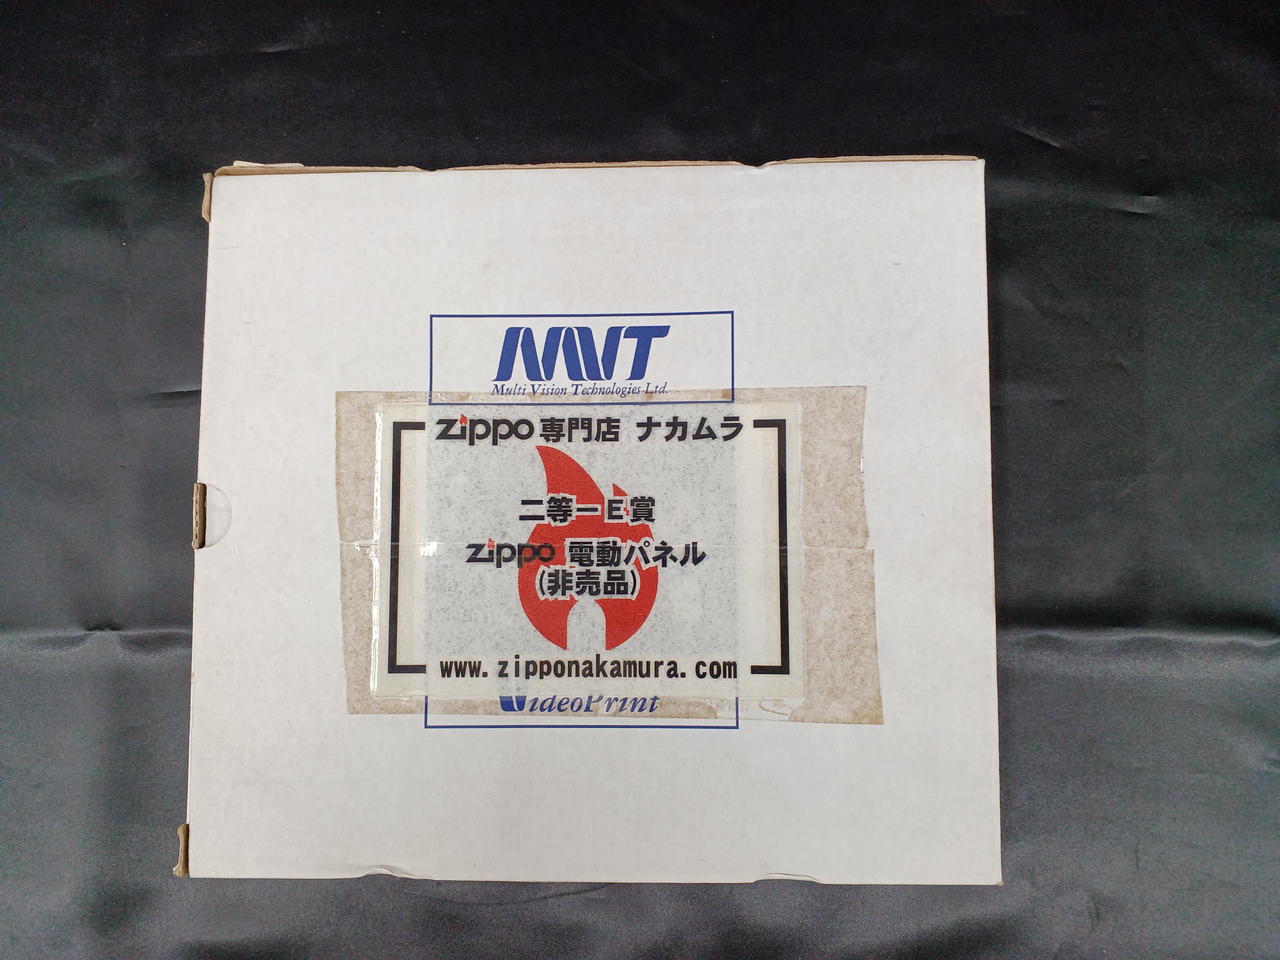 MVT
Multi Vision Technologies Ltd.
zippo 専門店 ナカムラ
二等ーE賞
zippo 電動パネル
(非売品)
www.zipponakamura.com
VideoPrint